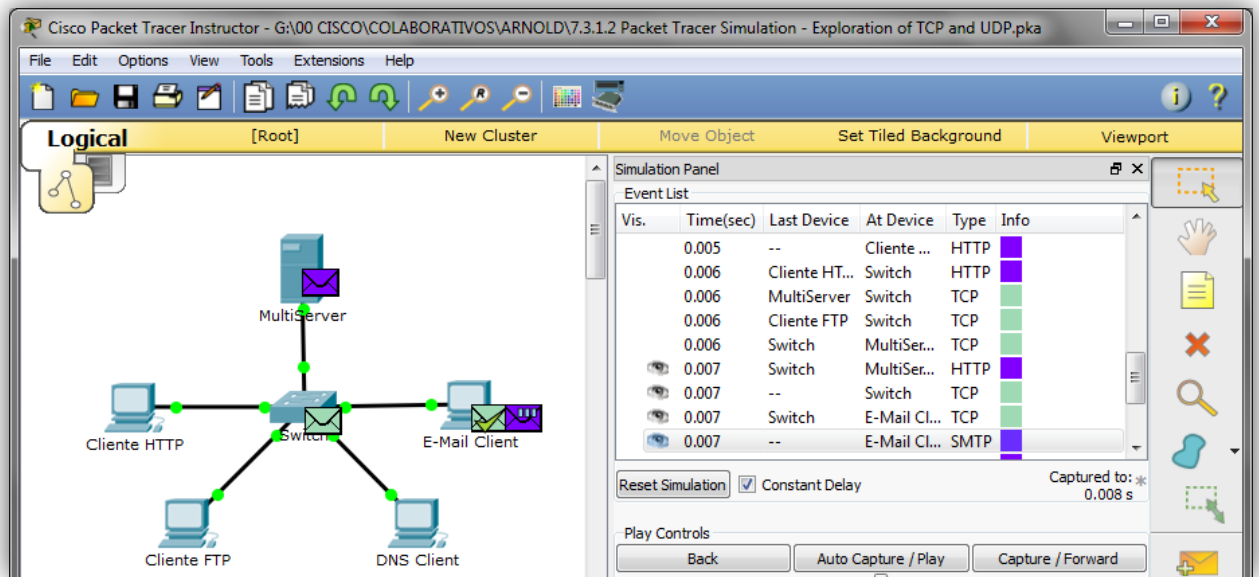 Cisco Packet Tracer Instructor - G:\00 CISCO\COLABORATIVOS\ARNOLD\7.3.1.2 Packet Tracer Simulation - Exploration of TCP and UDP.pka
File Edit Options View Tools Extensions Help
Logical [Root] New Cluster Move Object Set Tiled Background Viewport
MultiServer
Cliente HTTP
Switch
E-Mail Client
Cliente FTP
DNS Client
Simulation Panel
Event List
Vis. Time(sec) Last Device At Device Type Info
0.005 -- Cliente ... HTTP
0.006 Cliente HT... Switch HTTP
0.006 MultiServer Switch TCP
0.006 Cliente FTP Switch TCP
0.006 Switch MultiSer... TCP
0.007 Switch MultiSer... HTTP
0.007 -- Switch TCP
0.007 Switch E-Mail Cl... TCP
0.007 -- E-Mail Cl... SMTP
Reset Simulation Constant Delay Captured to: *
0.008 s
Play Controls
Back Auto Capture / Play Capture / Forward